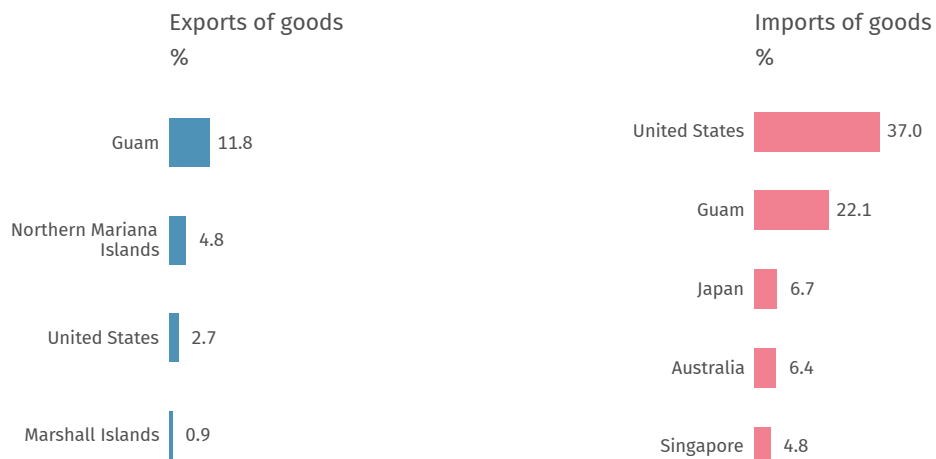 Exports of goods
%
Guam 11.8
Northern Mariana
Islands 4.8
United States 2.7
Marshall Islands 0.9
Imports of goods
%
United States 37.0
Guam 22.1
Japan 6.7
Australia 6.4
Singapore 4.8